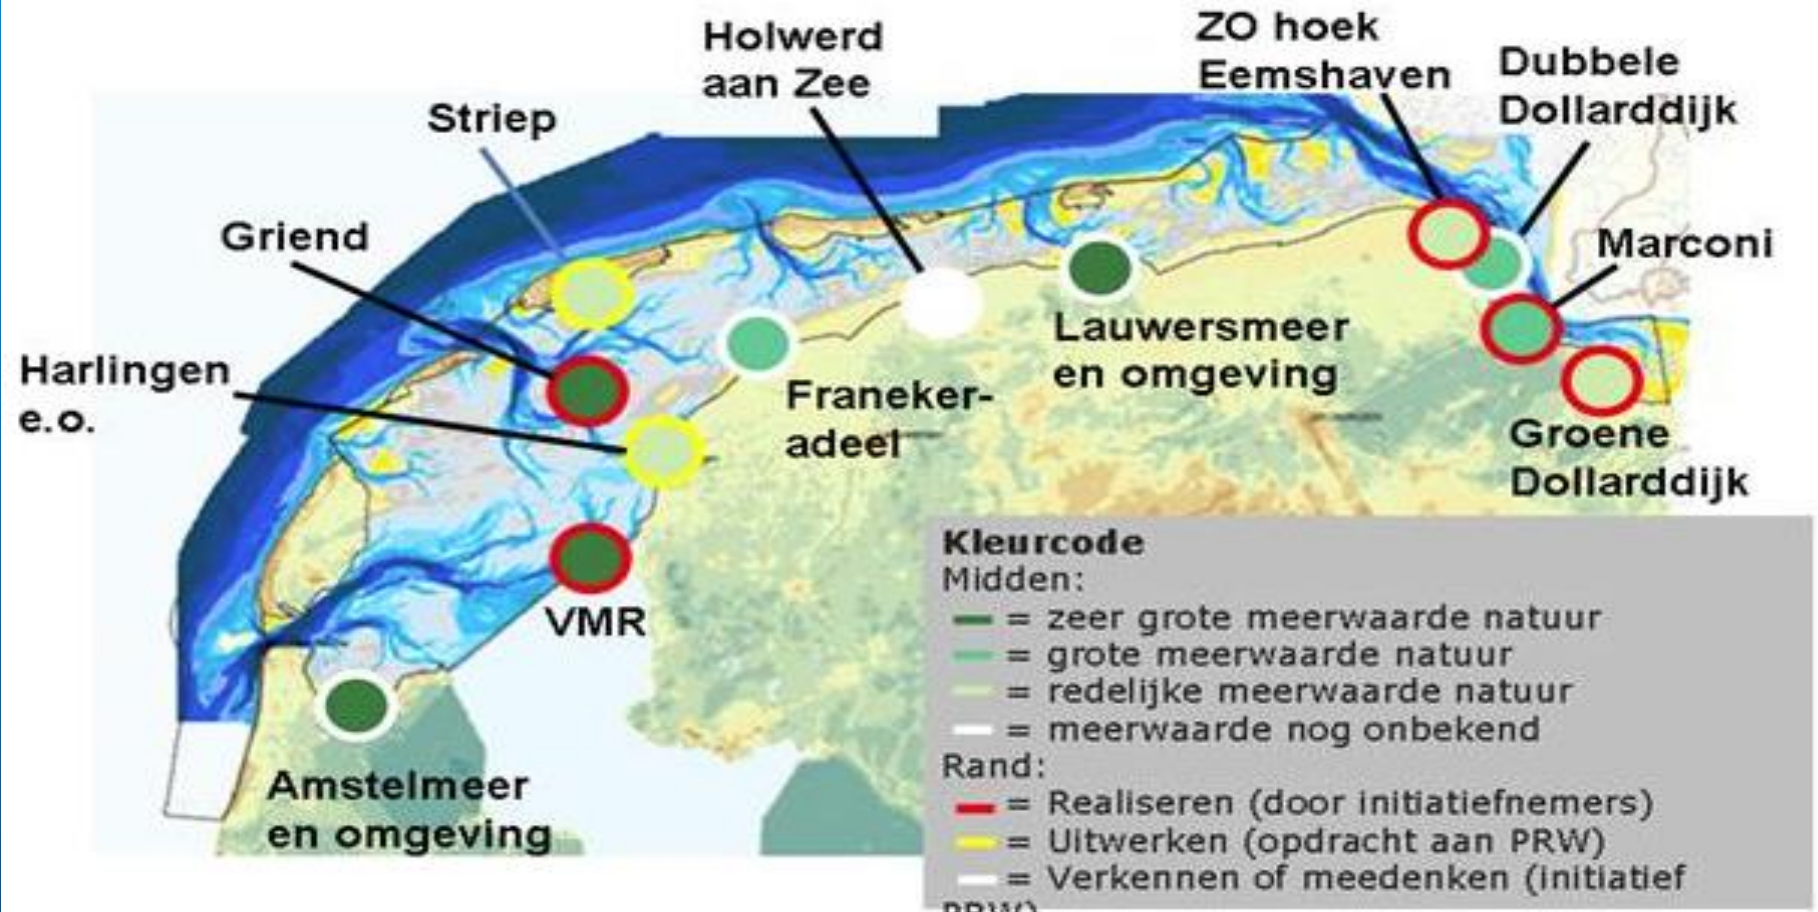 Holwerd
aan Zee
ZO hoek
Eemshaven
Dubbele
Dollarddijk
Striep
Griend
Marconi
Harlingen
e.o.
Lauwersmeer
en omgeving
Franeker-
adeel
Groene
Dollarddijk
VMR
Amstelmeer
en omgeving
Kleurcode
Midden:
= zeer grote meerwaarde natuur
= grote meerwaarde natuur
= redelijke meerwaarde natuur
= meerwaarde nog onbekend
Rand:
= Realiseren (door initiatiefnemers)
= Uitwerken (opdracht aan PRW)
= Verkennen of meedenken (initiatief
PRW)